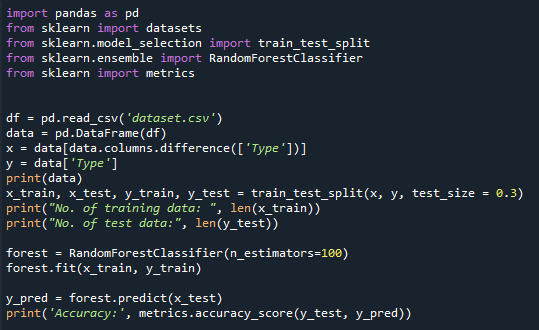 import pandas as pd
from sklearn import datasets
from sklearn.model_selection import train_test_split
from sklearn.ensemble import RandomForestClassifier
from sklearn import metrics
df = pd.read_csv('dataset.csv')
data = pd.DataFrame(df)
x = data[data.columns.difference(['Type'])]
y = data['Type']
print(data)
x_train, x_test, y_train, y_test = train_test_split(x, y, test_size = 0.3)
print("No. of training data: ", len(x_train))
print("No. of test data:", len(y_test))
forest = RandomForestClassifier(n_estimators=100)
forest.fit(x_train, y_train)
y_pred = forest.predict(x_test)
print('Accuracy:', metrics.accuracy_score(y_test, y_pred))